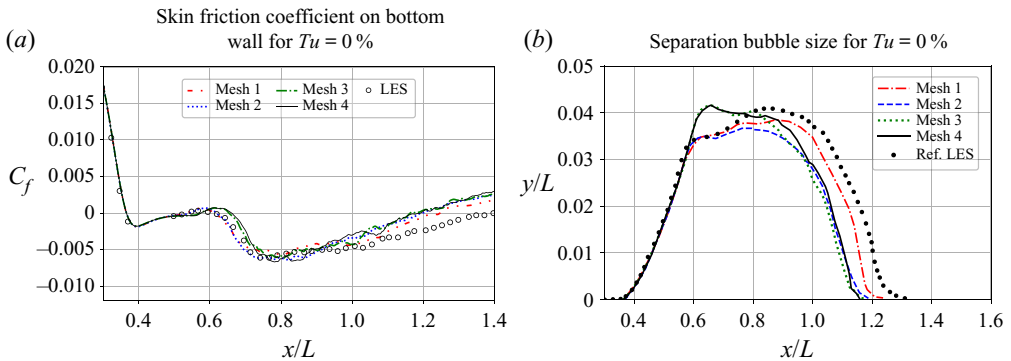 Skin friction coefficient on bottom
wall for Tu = 0 %
(a)
0.020
0.015
0.010
0.005
0
−0.005
−0.010
C_f
Mesh 1
Mesh 2
Mesh 3
Mesh 4
LES
0.4 0.6 0.8 1.0 1.2 1.4
x/L
(b)
Separation bubble size for Tu = 0 %
0.05
0.04
0.03
y/L
0.02
0.01
0
Mesh 1
Mesh 2
Mesh 3
Mesh 4
Ref. LES
0.4 0.6 0.8 1.0 1.2 1.4 1.6
x/L